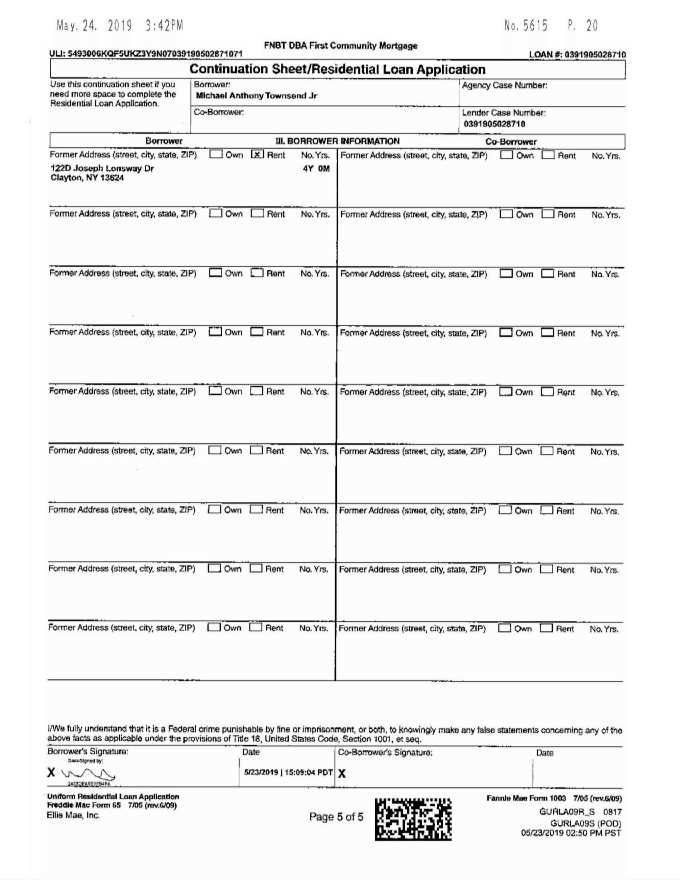 May. 24. 2019 3:42PM No. 5615 P. 20
FNBT DBA First Community Mortgage
ULI: 5493006KQF5UKZ3Y9N07039190502871071 LOAN #: 0391905028710
Continuation Sheet/Residential Loan Application
Use this continuation sheet if you
need more space to complete the
Residential Loan Application.
Borrower:
Michael Anthony Townsend Jr
Agency Case Number:
Co-Borrower:
Lender Case Number:
0391905028710
Borrower III. BORROWER INFORMATION Co-Borrower
Former Address (street, city, state, ZIP) Own X Rent No. Yrs. Former Address (street, city, state, ZIP) Own Rent No. Yrs.
122D Joseph Lonsway Dr 4Y 0M
Clayton, NY 13624
Former Address (street, city, state, ZIP) Own Rent No. Yrs. Former Address (street, city, state, ZIP) Own Rent No. Yrs.
Former Address (street, city, state, ZIP) Own Rent No. Yrs. Former Address (street, city, state, ZIP) Own Rent No. Yrs.
Former Address (street, city, state, ZIP) Own Rent No. Yrs. Former Address (street, city, state, ZIP) Own Rent No. Yrs.
Former Address (street, city, state, ZIP) Own Rent No. Yrs. Former Address (street, city, state, ZIP) Own Rent No. Yrs.
Former Address (street, city, state, ZIP) Own Rent No. Yrs. Former Address (street, city, state, ZIP) Own Rent No. Yrs.
Former Address (street, city, state, ZIP) Own Rent No. Yrs. Former Address (street, city, state, ZIP) Own Rent No. Yrs.
Former Address (street, city, state, ZIP) Own Rent No. Yrs. Former Address (street, city, state, ZIP) Own Rent No. Yrs.
Former Address (street, city, state, ZIP) Own Rent No. Yrs. Former Address (street, city, state, ZIP) Own Rent No. Yrs.
I/We fully understand that it is a Federal crime punishable by fine or imprisonment, or both, to knowingly make any false statements concerning any of the
above facts as applicable under the provisions of Title 18, United States Code, Section 1001, et seq.
Borrower's Signature: Date Co-Borrower's Signature: Date
DocuSigned by:
X 5/23/2019 | 15:09:04 PDT X
Uniform Residential Loan Application
Freddie Mac Form 65 7/05 (rev.6/09)
Ellie Mae, Inc.
Page 5 of 5
Fannie Mae Form 1003 7/05 (rev.6/09)
GURLA09R_S 0817
GURLA09S (POD)
05/23/2019 02:50 PM PST